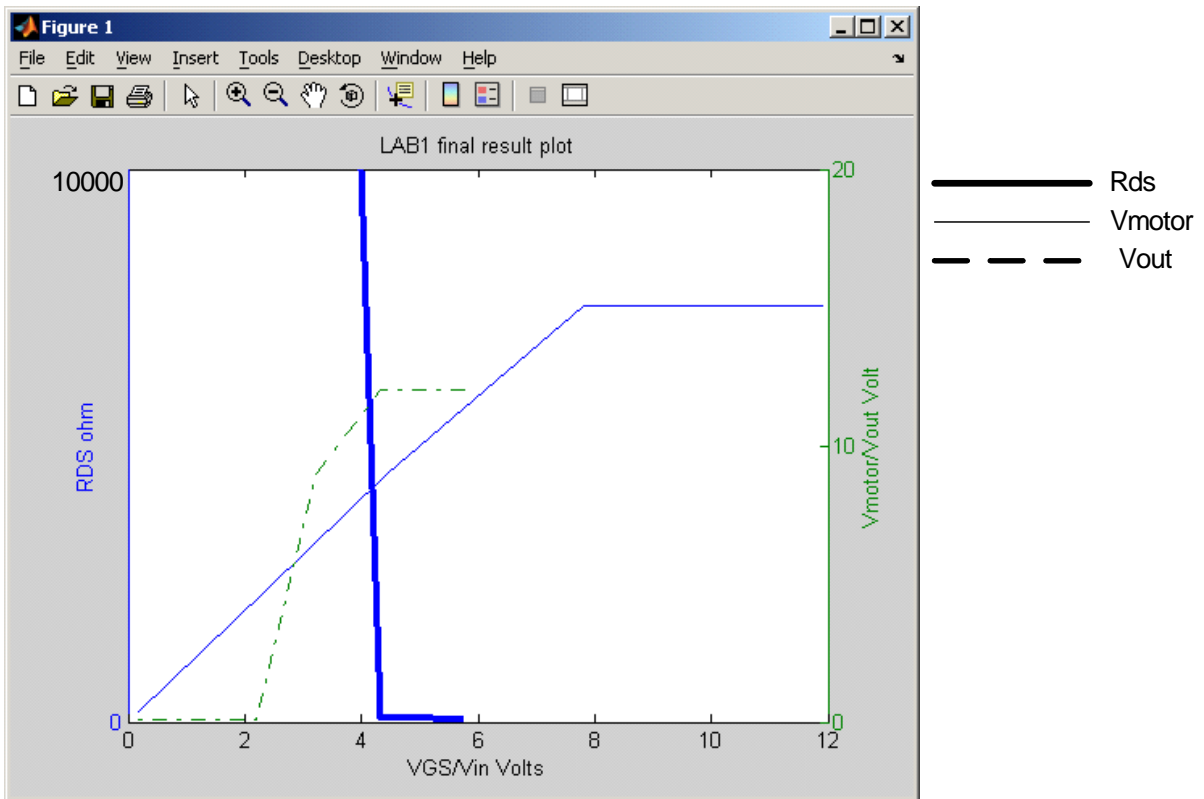 Figure 1
File Edit View Insert Tools Desktop Window Help
LAB1 final result plot
10000
0
RDS ohm
20
10
0
Vmotor/Vout Volt
0 2 4 6 8 10 12
VGS/Vin Volts
Rds
Vmotor
Vout